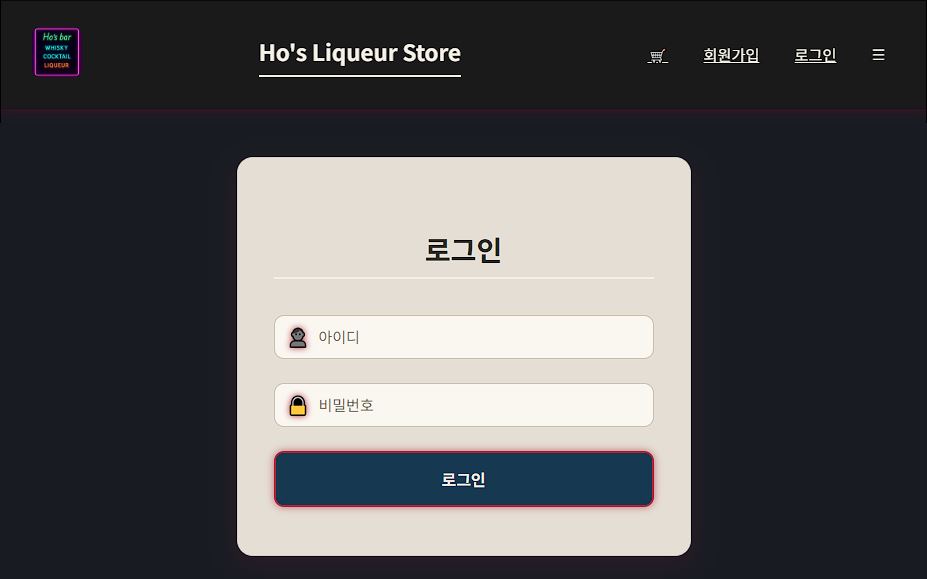 Ho's bar
WHISKY
COCKTAIL
LIQUEUR
Ho's Liqueur Store
회원가입
로그인
로그인
아이디
비밀번호
로그인